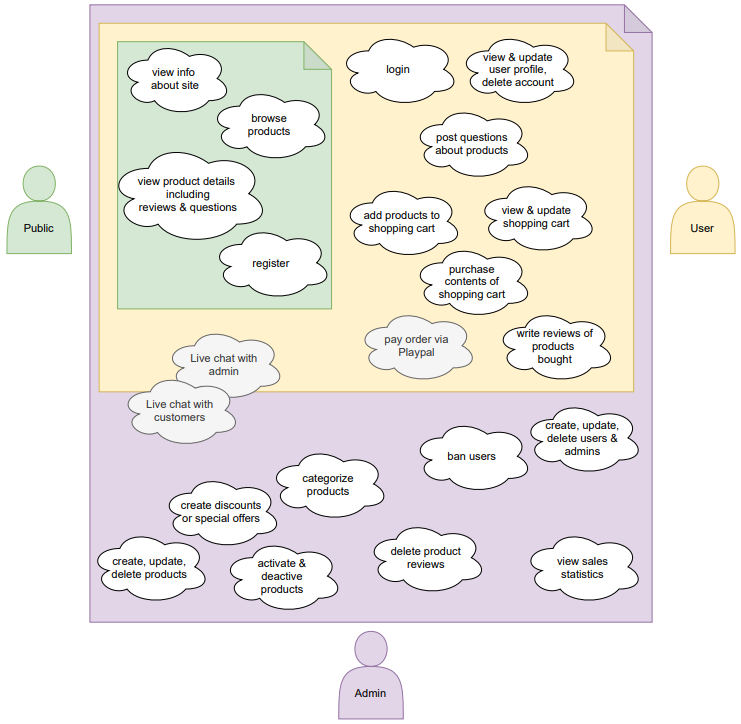 view info
about site
browse
products
view product details
including
reviews & questions
register
login
view & update
user profile,
delete account
post questions
about products
add products to
shopping cart
view & update
shopping cart
purchase
contents of
shopping cart
pay order via
Playpal
write reviews of
products
bought
Public
User
Live chat with
admin
Live chat with
customers
create, update,
delete users &
admins
ban users
categorize
products
create discounts
or special offers
create, update,
delete products
activate &
deactive
products
delete product
reviews
view sales
statistics
Admin